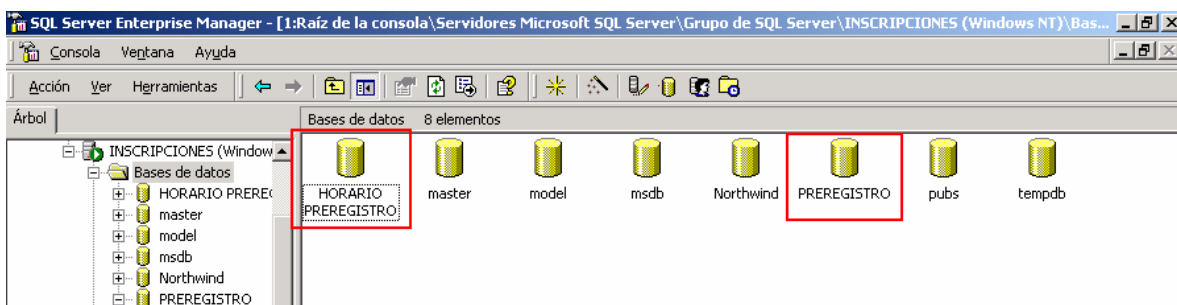 SQL Server Enterprise Manager - [1:Raíz de la consola\Servidores Microsoft SQL Server\Grupo de SQL Server\INSCRIPCIONES (Windows NT)\Bas...
Consola Ventana Ayuda
Acción Ver Herramientas
Árbol
Bases de datos 8 elementos
INSCRIPCIONES (Window
Bases de datos
HORARIO PREREG
master
model
msdb
Northwind
PREREGISTRO
HORARIO
PREREGISTRO
master
model
msdb
Northwind
PREREGISTRO
pubs
tempdb